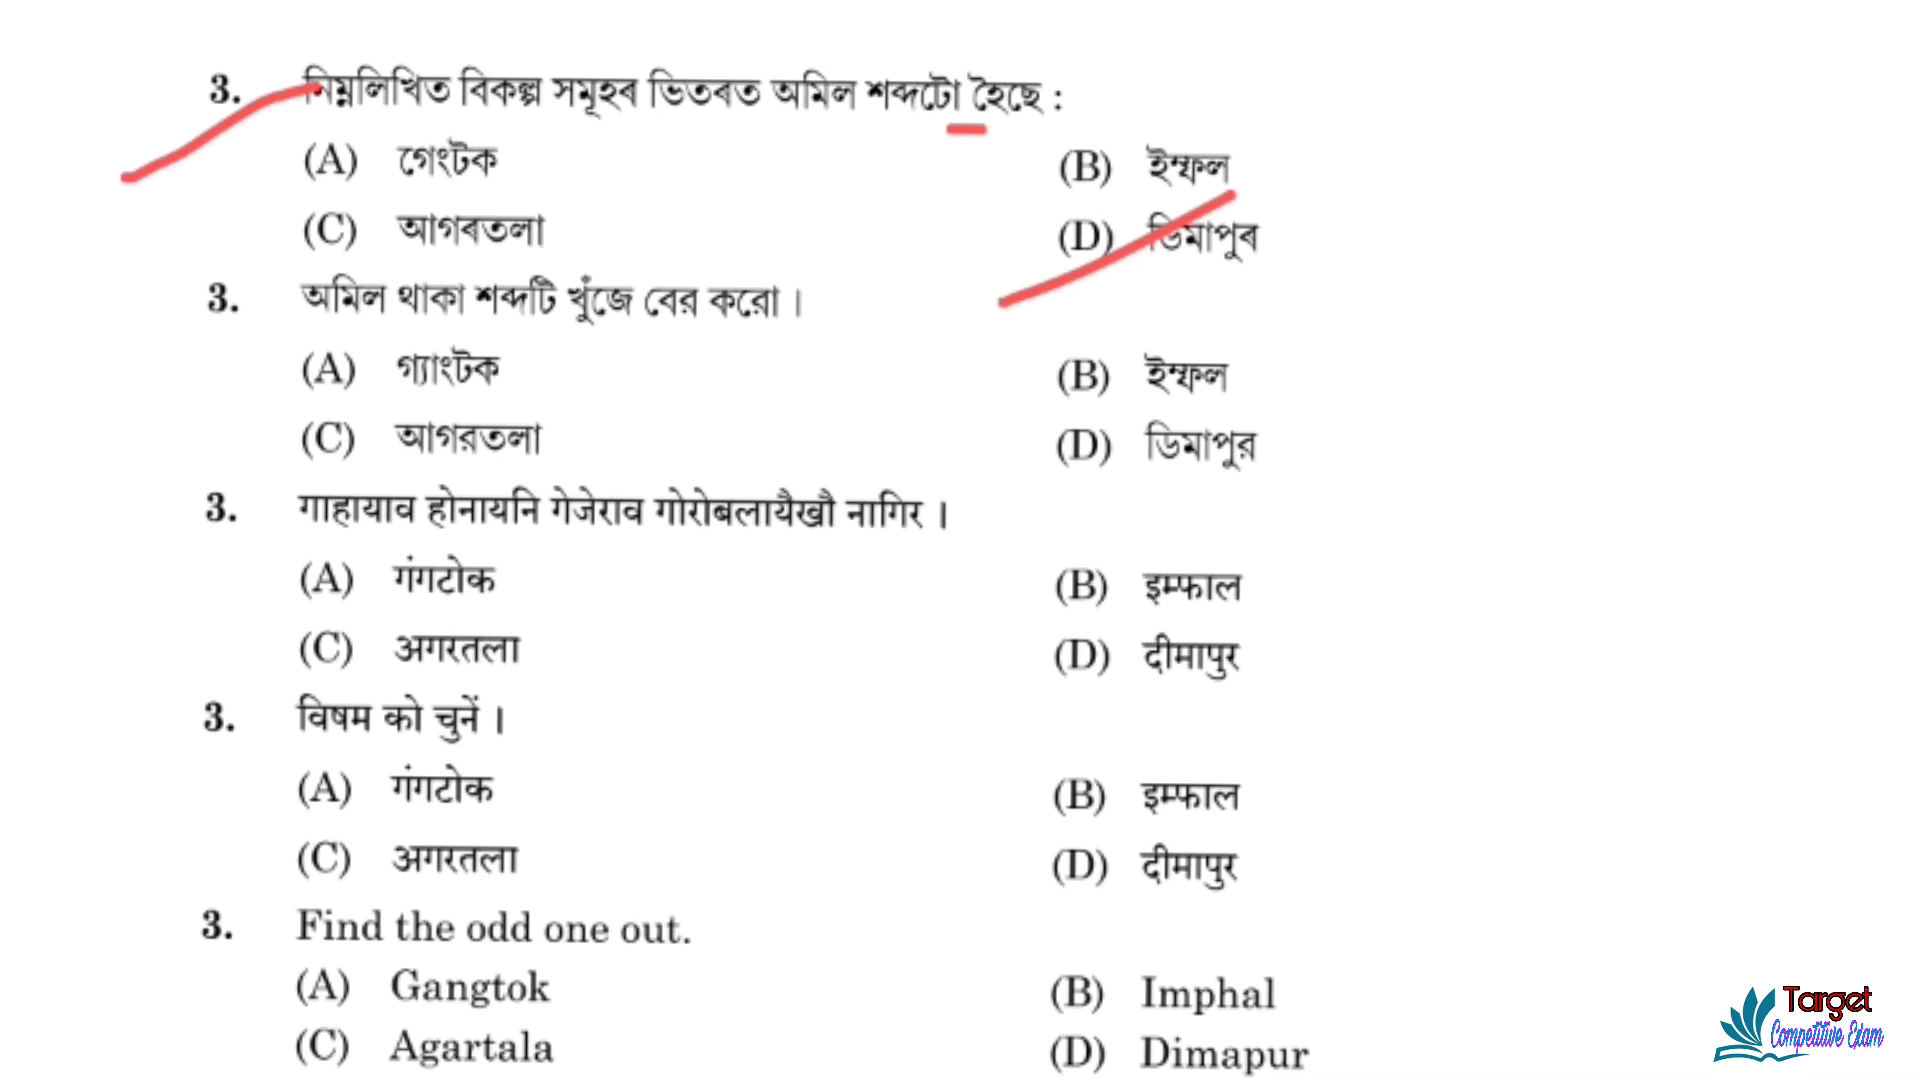 3. নিম্নলিখিত বিকল্প সমূহৰ ভিতৰত অমিল শব্দটো হৈছে :
(A) গেংটক (B) ইম্ফল
(C) আগৰতলা (D) ডিমাপুৰ
3. অমিল থাকা শব্দটি খুঁজে বের করো ।
(A) গ্যাংটক (B) ইম্ফল
(C) আগরতলা (D) ডিমাপুর
3. गाहायाव होनायनि गेजेराव गोरोबलायैखौ नागिर ।
(A) गंगटोक (B) इम्फाल
(C) अगरतला (D) दीमापुर
3. विषम को चुनें ।
(A) गंगटोक (B) इम्फाल
(C) अगरतला (D) दीमापुर
3. Find the odd one out.
(A) Gangtok (B) Imphal
(C) Agartala (D) Dimapur
Target
Competitive Exam